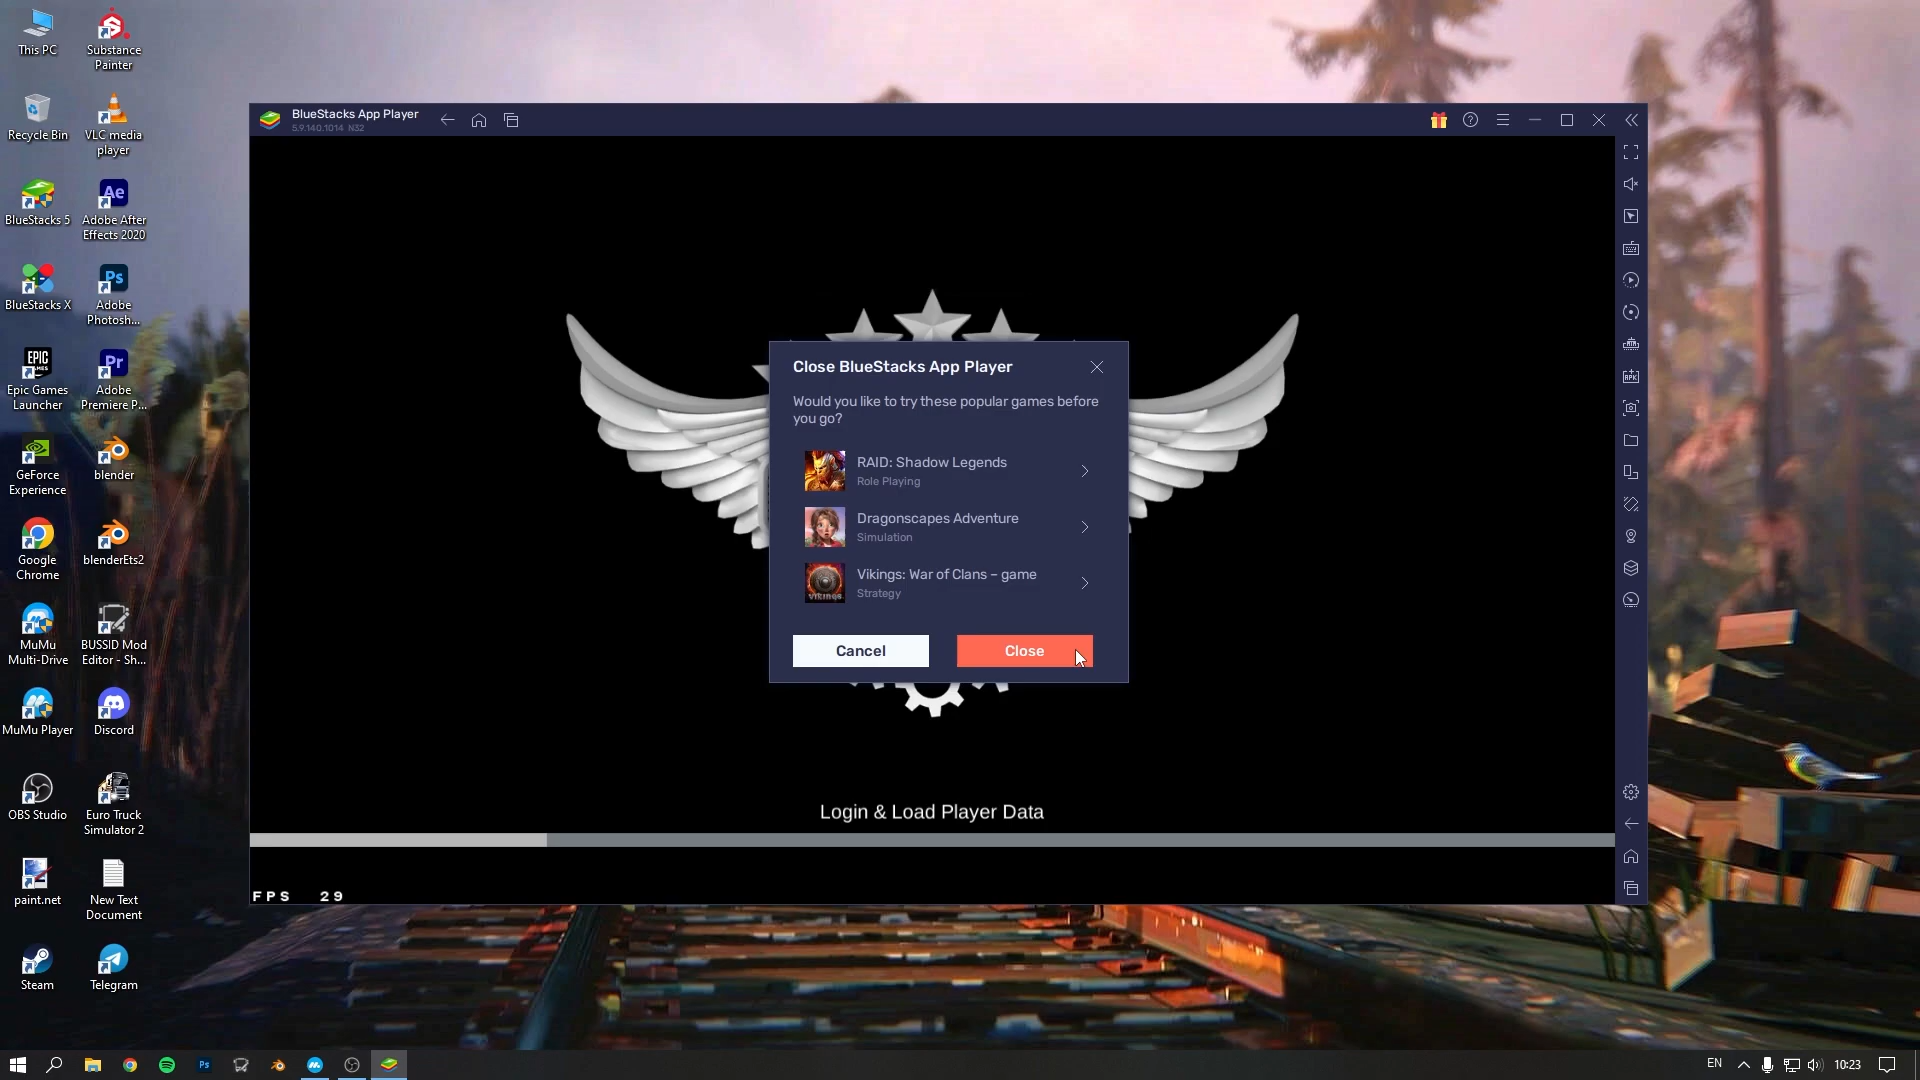 This PC
Substance
Painter
Recycle Bin
VLC media
player
BlueStacks 5
Adobe After
Effects 2020
BlueStacks X
Adobe
Photosh...
Epic Games
Launcher
Adobe
Premiere P...
GeForce
Experience
blender
Google
Chrome
blenderEts2
MuMu
Multi-Drive
BUSSID Mod
Editor - Sh...
MuMu Player
Discord
OBS Studio
Euro Truck
Simulator 2
paint.net
New Text
Document
Steam
Telegram
BlueStacks App Player
5.9.140.1014 N32
Close BlueStacks App Player
Would you like to try these popular games before
you go?
RAID: Shadow Legends
Role Playing
Dragonscapes Adventure
Simulation
Vikings: War of Clans – game
Strategy
Cancel
Close
Login & Load Player Data
FPS 29
EN
10:23